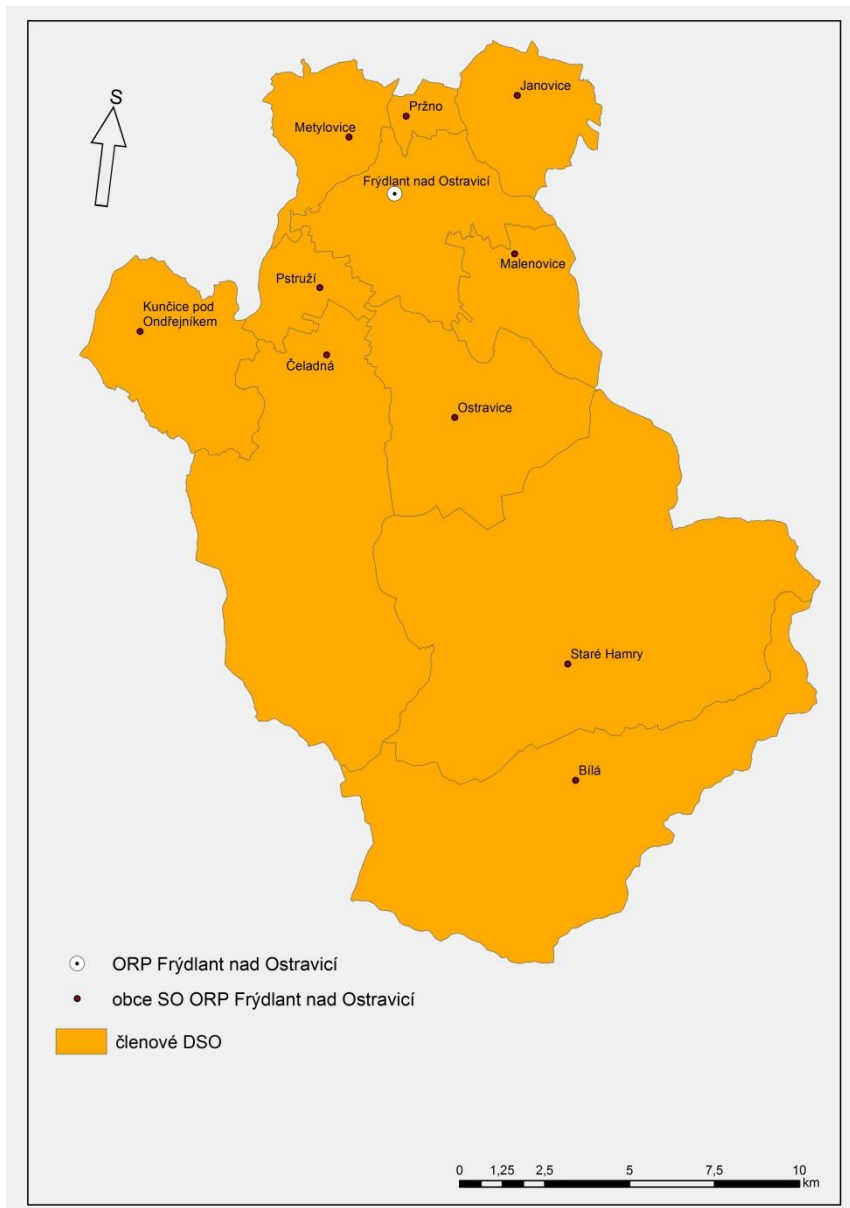 S
Janovice
Pržno
Metylovice
Frýdlant nad Ostravicí
Malenovice
Pstruží
Kunčice pod
Ondřejníkem
Čeladná
Ostravice
Staré Hamry
Bílá
ORP Frýdlant nad Ostravicí
obce SO ORP Frýdlant nad Ostravicí
členové DSO
0 1,25 2,5 5 7,5 10
km